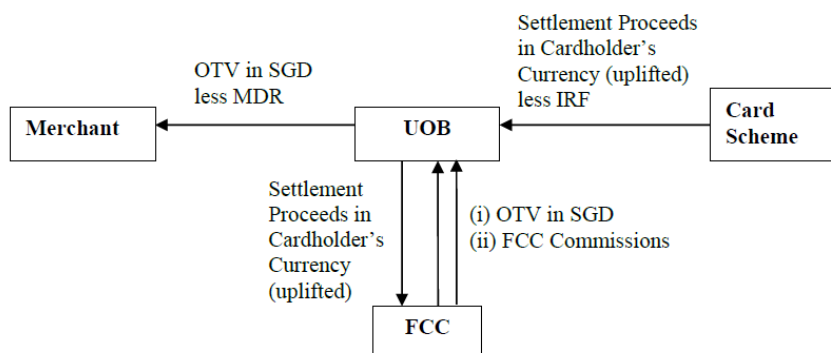 Settlement Proceeds
in Cardholder’s
Currency (uplifted)
less IRF
OTV in SGD
less MDR
Merchant
UOB
Card
Scheme
Settlement
Proceeds in
Cardholder’s
Currency
(uplifted)
(i) OTV in SGD
(ii) FCC Commissions
FCC